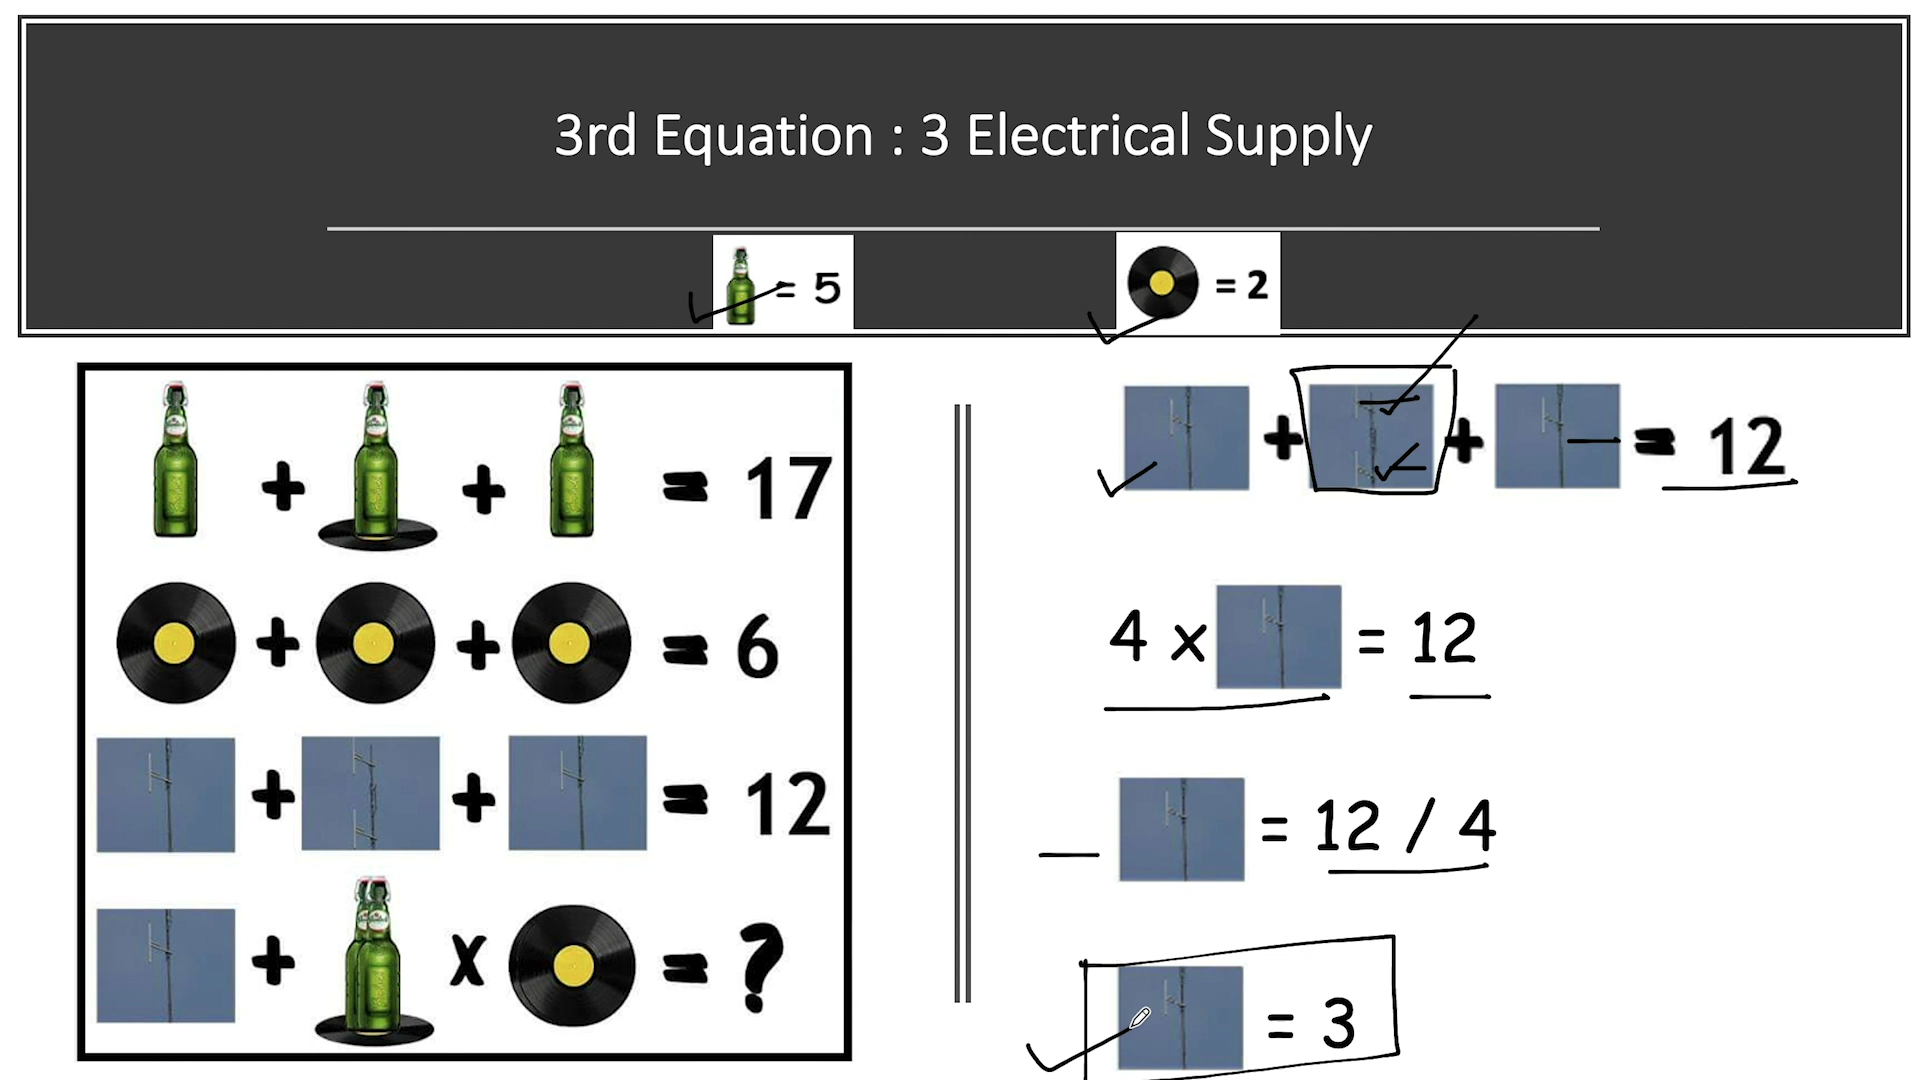 3rd Equation : 3 Electrical Supply
= 5
= 2
+ + = 17
+ + = 6
+ + = 12
+ x = ?
+ + = 12
4 x = 12
= 12 / 4
= 3